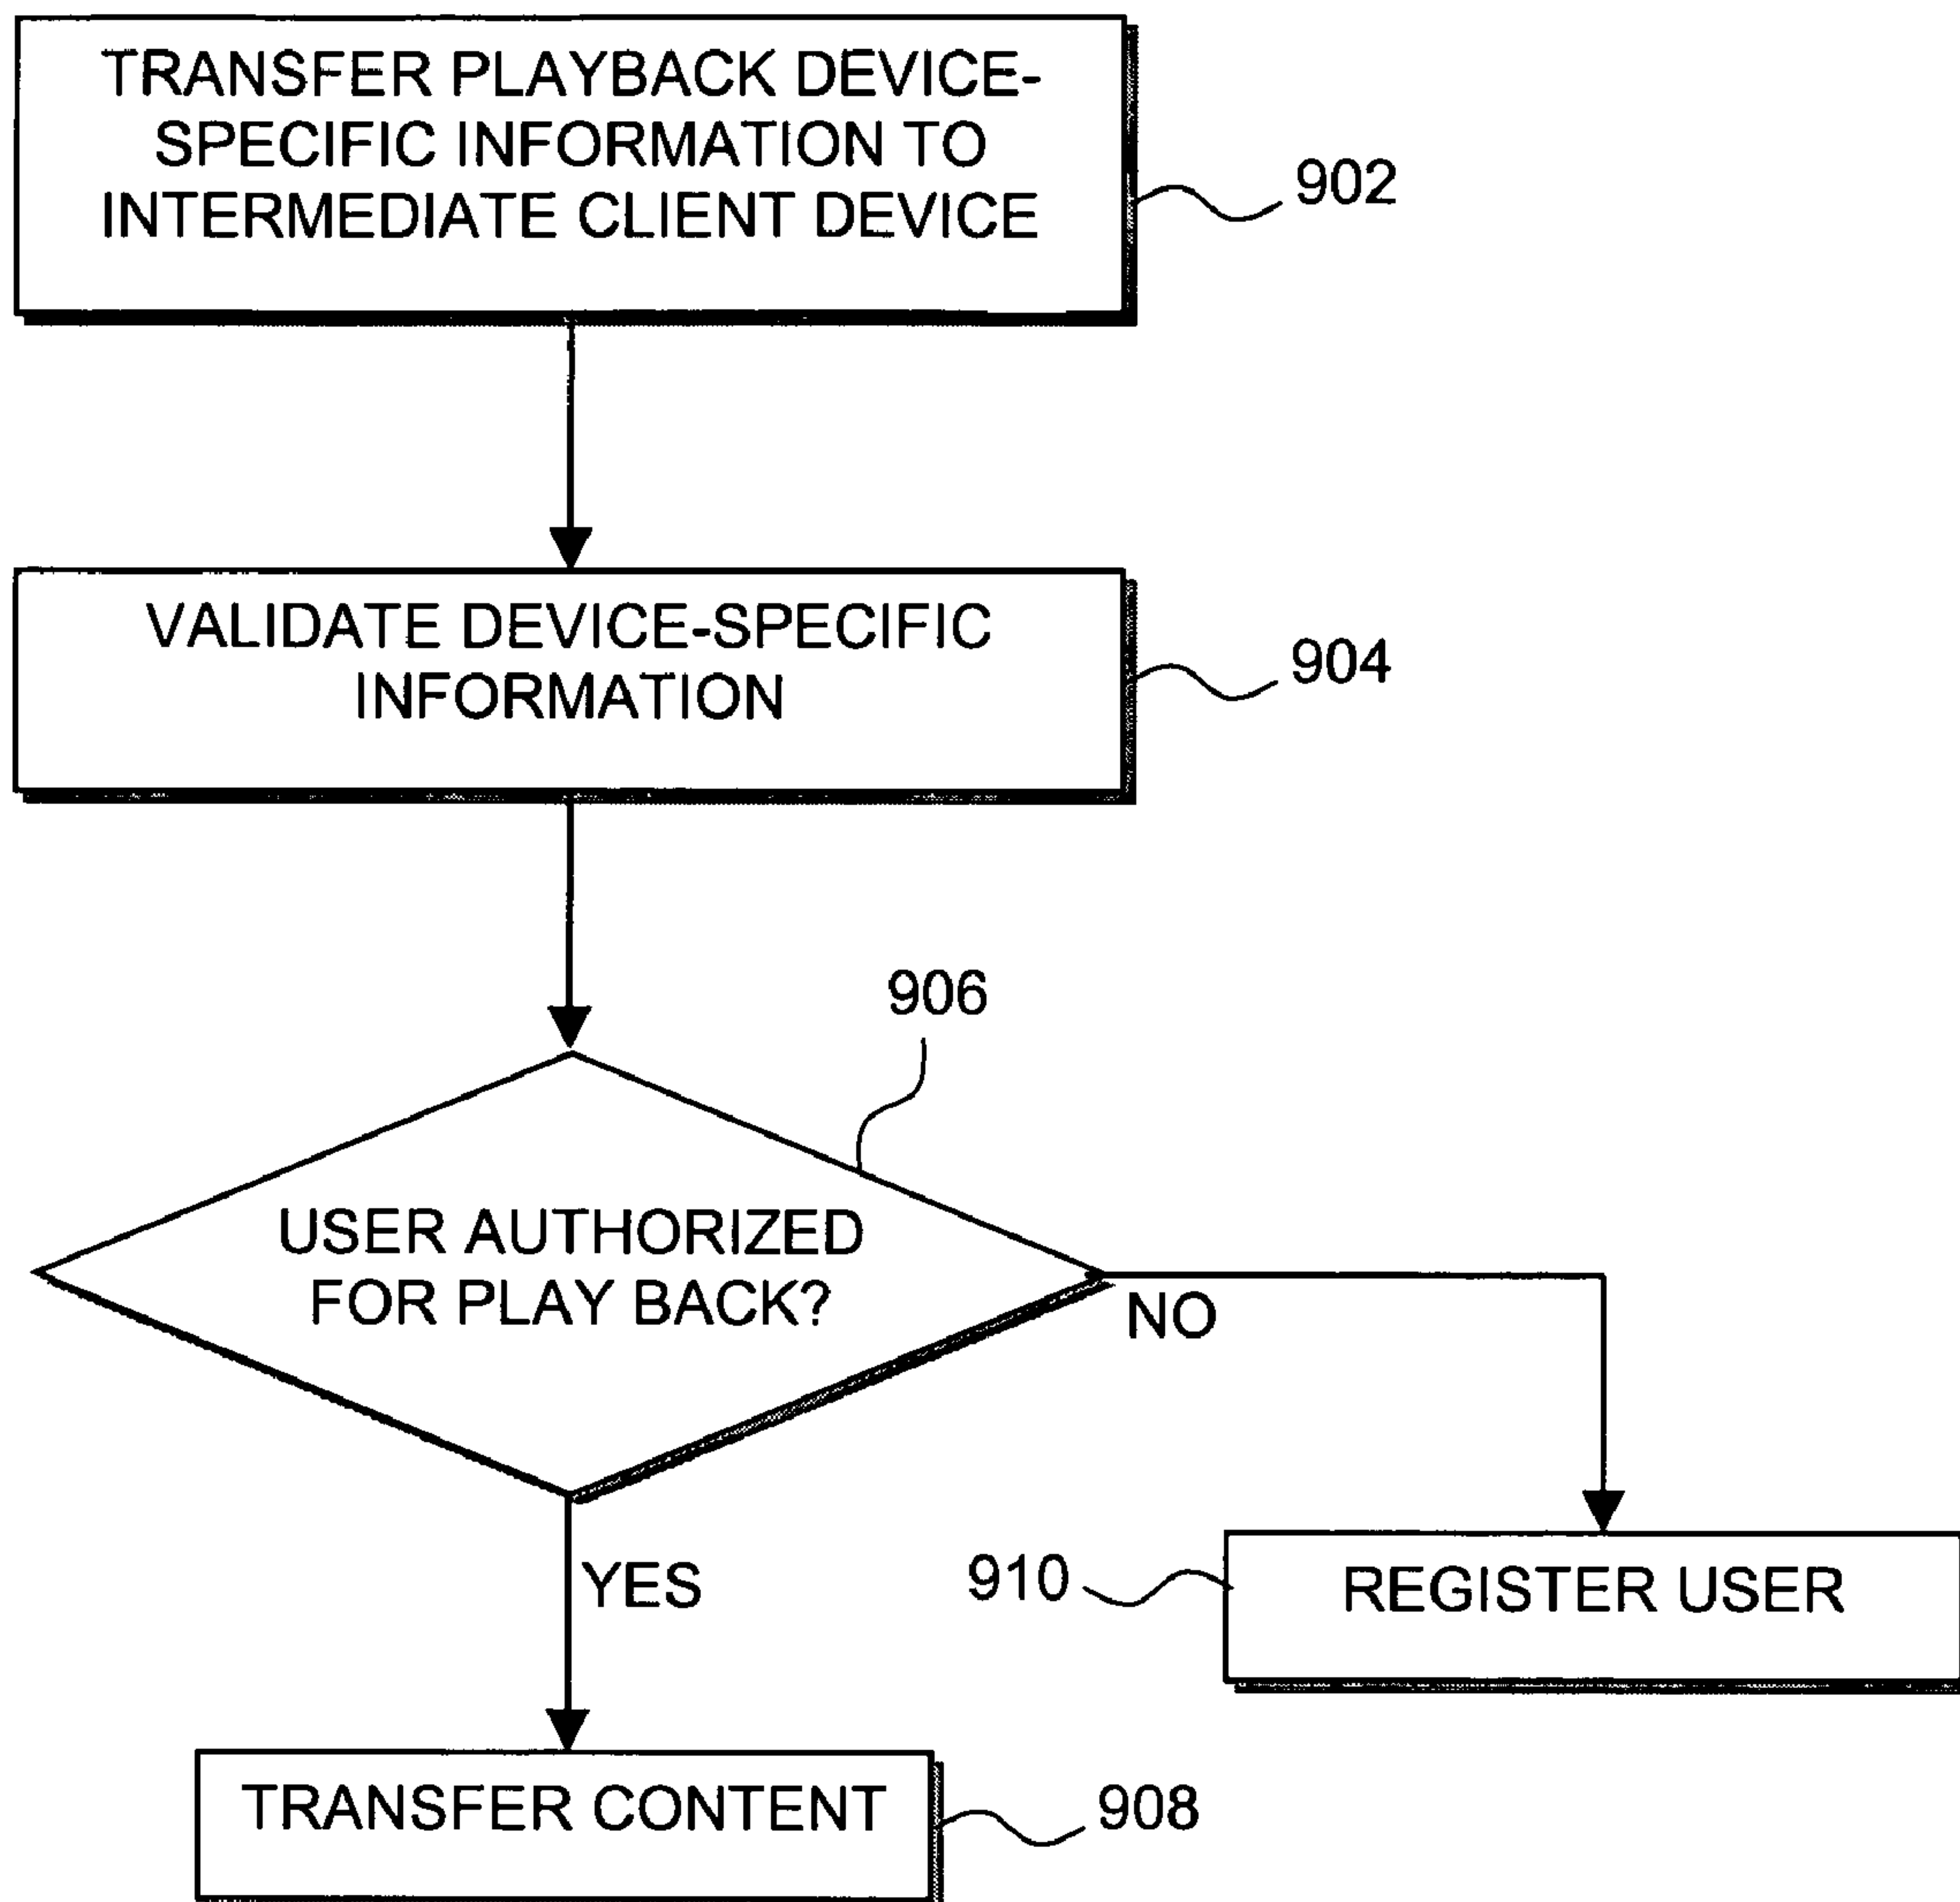 TRANSFER PLAYBACK DEVICE-
SPECIFIC INFORMATION TO
INTERMEDIATE CLIENT DEVICE
902
VALIDATE DEVICE-SPECIFIC
INFORMATION
904
906
USER AUTHORIZED
FOR PLAY BACK?
NO
YES
910
REGISTER USER
TRANSFER CONTENT
908